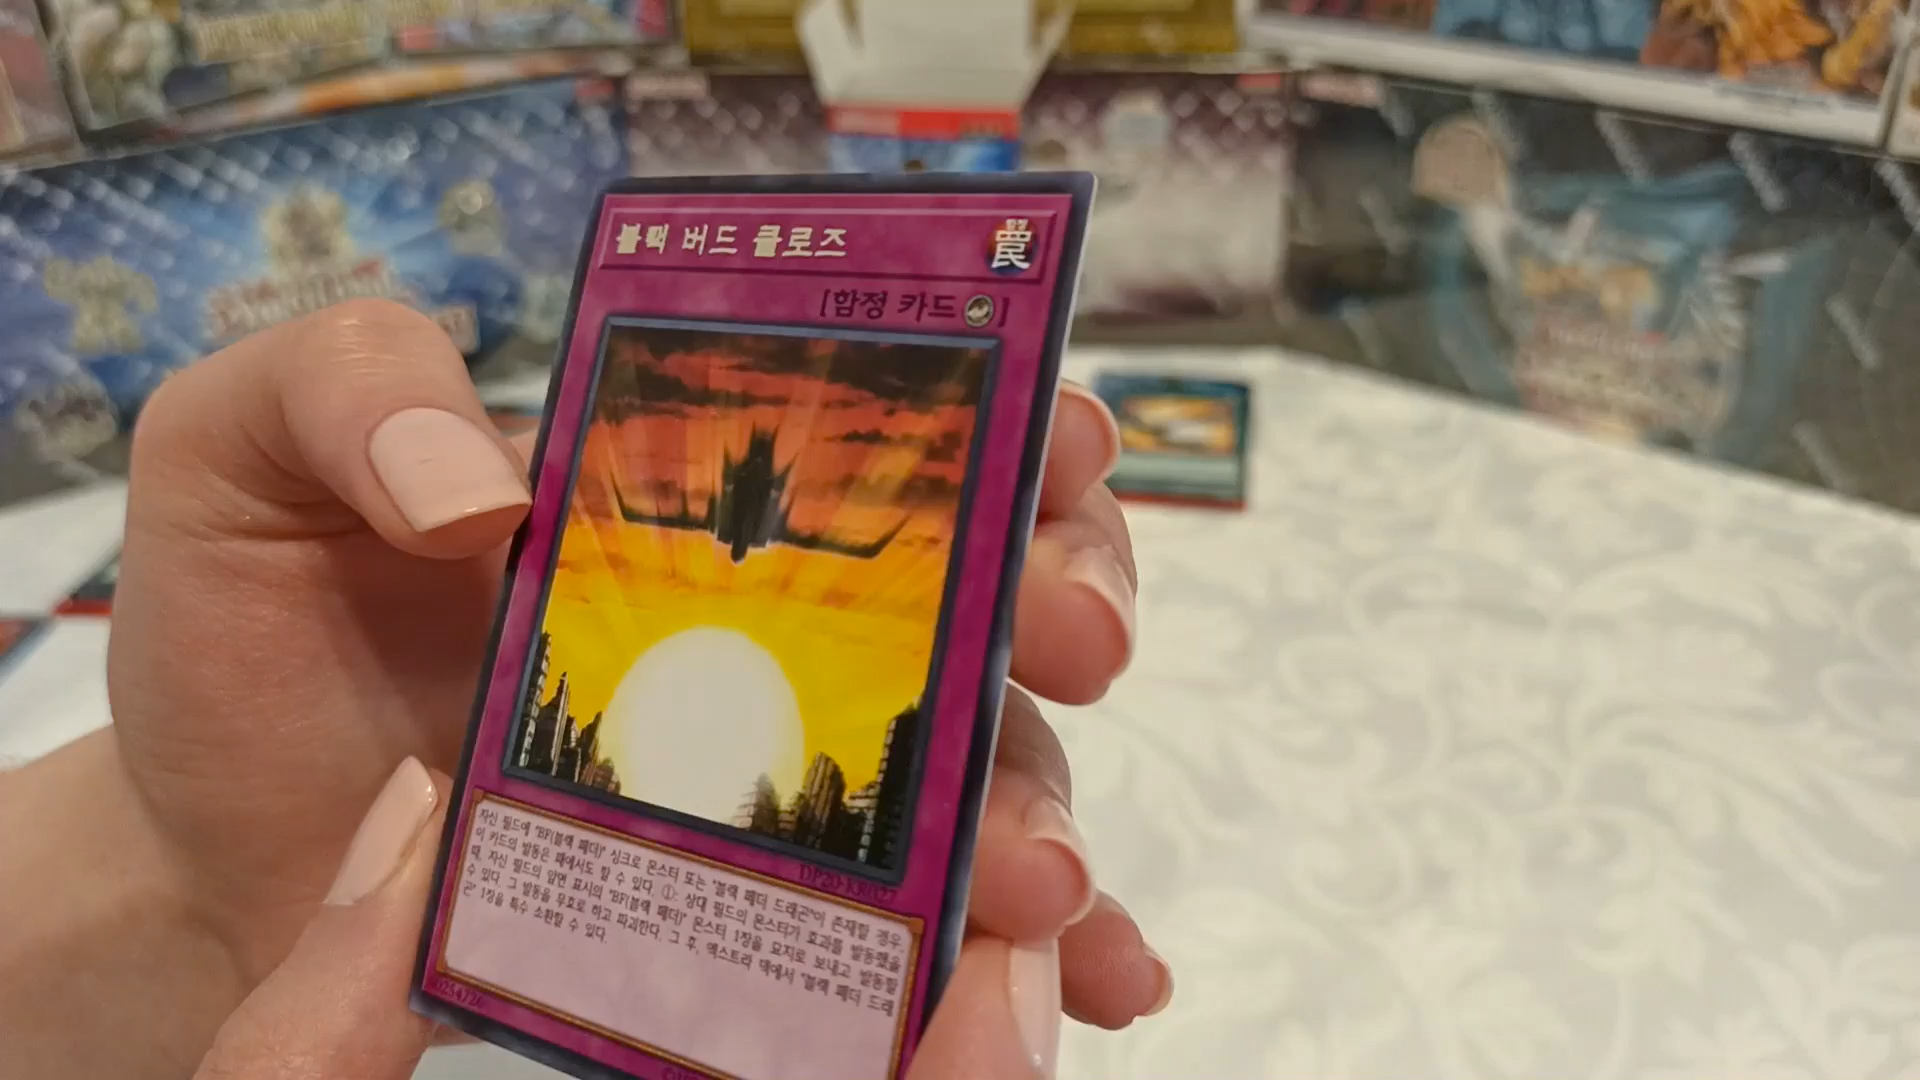 블랙 버드 클로즈
함정
罠
[함정 카드]
DP20-KR027
자신 필드에 "BF(블랙 페더)" 싱크로 몬스터 또는 "블랙 페더 드래곤"이 존재할 경우,
이 카드의 발동은 패에서도 할 수 있다. ①: 상대 필드의 몬스터가 효과를 발동했을
때, 자신 필드의 앞면 표시의 "BF(블랙 페더)" 몬스터 1장을 묘지로 보내고 발동할
수 있다. 그 발동을 무효로 하고 파괴한다. 그 후, 엑스트라 덱에서 "블랙 페더 드래
곤" 1장을 특수 소환할 수 있다.